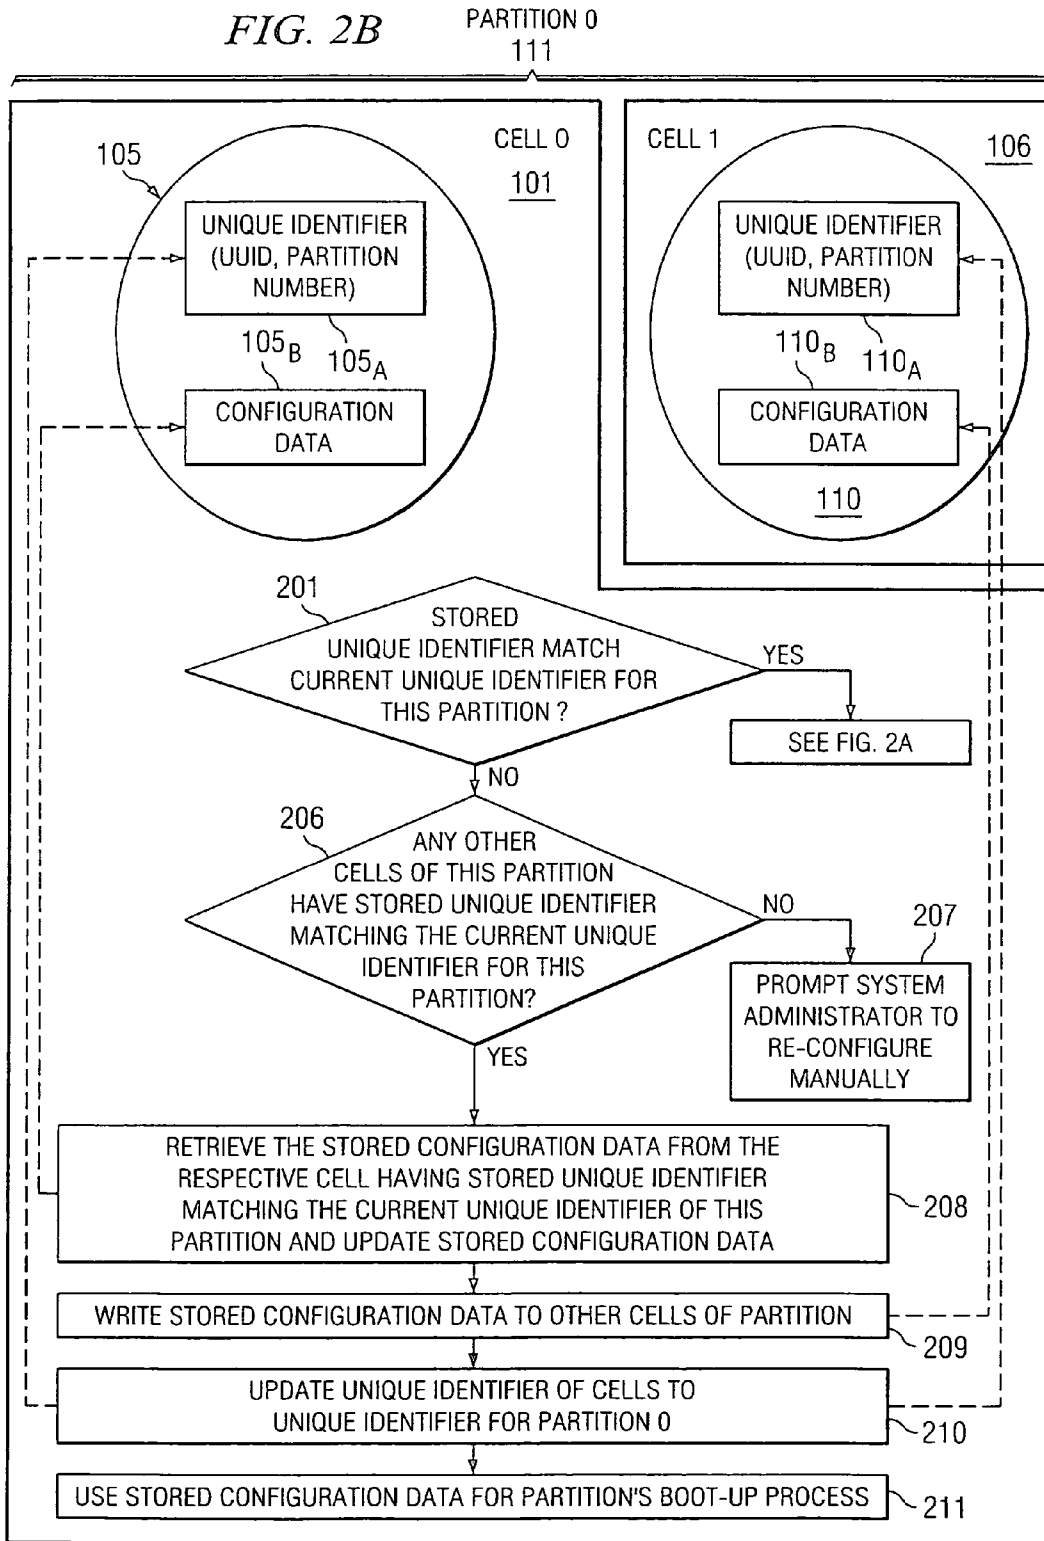 FIG. 2B
PARTITION 0
111
105
CELL 0
101
UNIQUE IDENTIFIER
(UUID, PARTITION
NUMBER)
105B
105A
CONFIGURATION
DATA
CELL 1
106
UNIQUE IDENTIFIER
(UUID, PARTITION
NUMBER)
110B
110A
CONFIGURATION
DATA
110
201
STORED
UNIQUE IDENTIFIER MATCH
CURRENT UNIQUE IDENTIFIER FOR
THIS PARTITION ?
YES
SEE FIG. 2A
NO
206
ANY OTHER
CELLS OF THIS PARTITION
HAVE STORED UNIQUE IDENTIFIER
MATCHING THE CURRENT UNIQUE
IDENTIFIER FOR THIS
PARTITION?
NO
207
PROMPT SYSTEM
ADMINISTRATOR TO
RE-CONFIGURE
MANUALLY
YES
RETRIEVE THE STORED CONFIGURATION DATA FROM THE
RESPECTIVE CELL HAVING STORED UNIQUE IDENTIFIER
MATCHING THE CURRENT UNIQUE IDENTIFIER OF THIS
PARTITION AND UPDATE STORED CONFIGURATION DATA
208
WRITE STORED CONFIGURATION DATA TO OTHER CELLS OF PARTITION
209
UPDATE UNIQUE IDENTIFIER OF CELLS TO
UNIQUE IDENTIFIER FOR PARTITION 0
210
USE STORED CONFIGURATION DATA FOR PARTITION'S BOOT-UP PROCESS
211